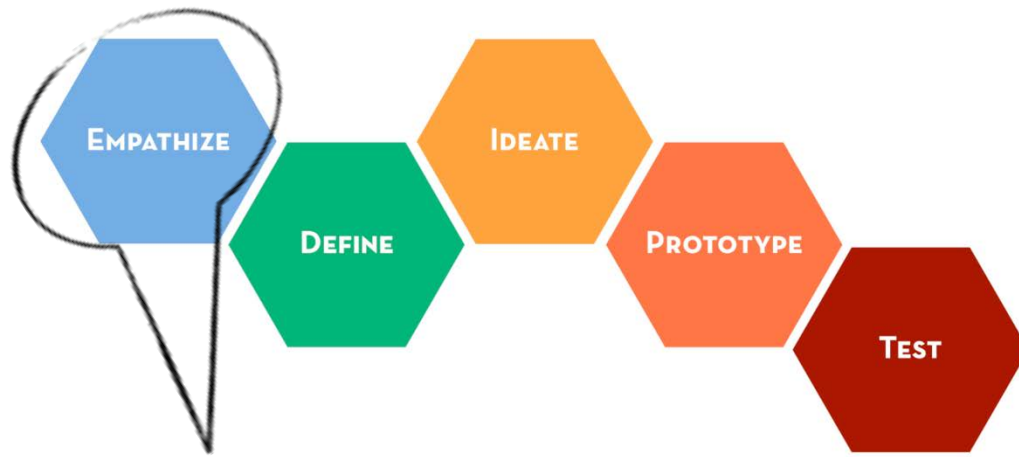 EMPATHIZE
DEFINE
IDEATE
PROTOTYPE
TEST